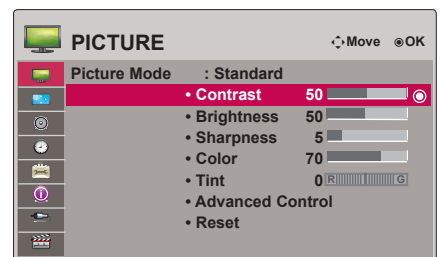 PICTURE Move OK
Picture Mode : Standard
• Contrast 50
• Brightness 50
• Sharpness 5
• Color 70
• Tint 0 R G
• Advanced Control
• Reset